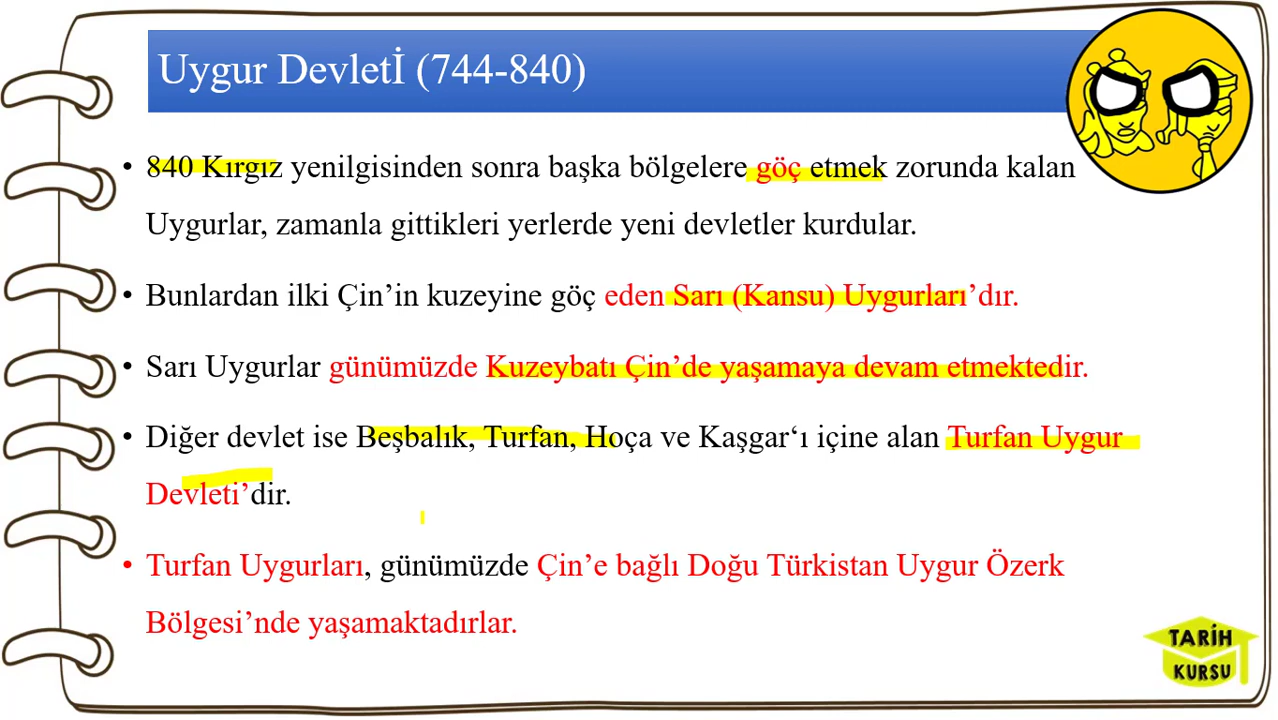 Uygur Devletİ (744-840)
• 840 Kırgız yenilgisinden sonra başka bölgelere göç etmek zorunda kalan
Uygurlar, zamanla gittikleri yerlerde yeni devletler kurdular.
• Bunlardan ilki Çin’in kuzeyine göç eden Sarı (Kansu) Uygurları’dır.
• Sarı Uygurlar günümüzde Kuzeybatı Çin’de yaşamaya devam etmektedir.
• Diğer devlet ise Beşbalık, Turfan, Hoça ve Kaşgar‘ı içine alan Turfan Uygur
Devleti’dir.
• Turfan Uygurları, günümüzde Çin’e bağlı Doğu Türkistan Uygur Özerk
Bölgesi’nde yaşamaktadırlar.
TARİH
KURSU